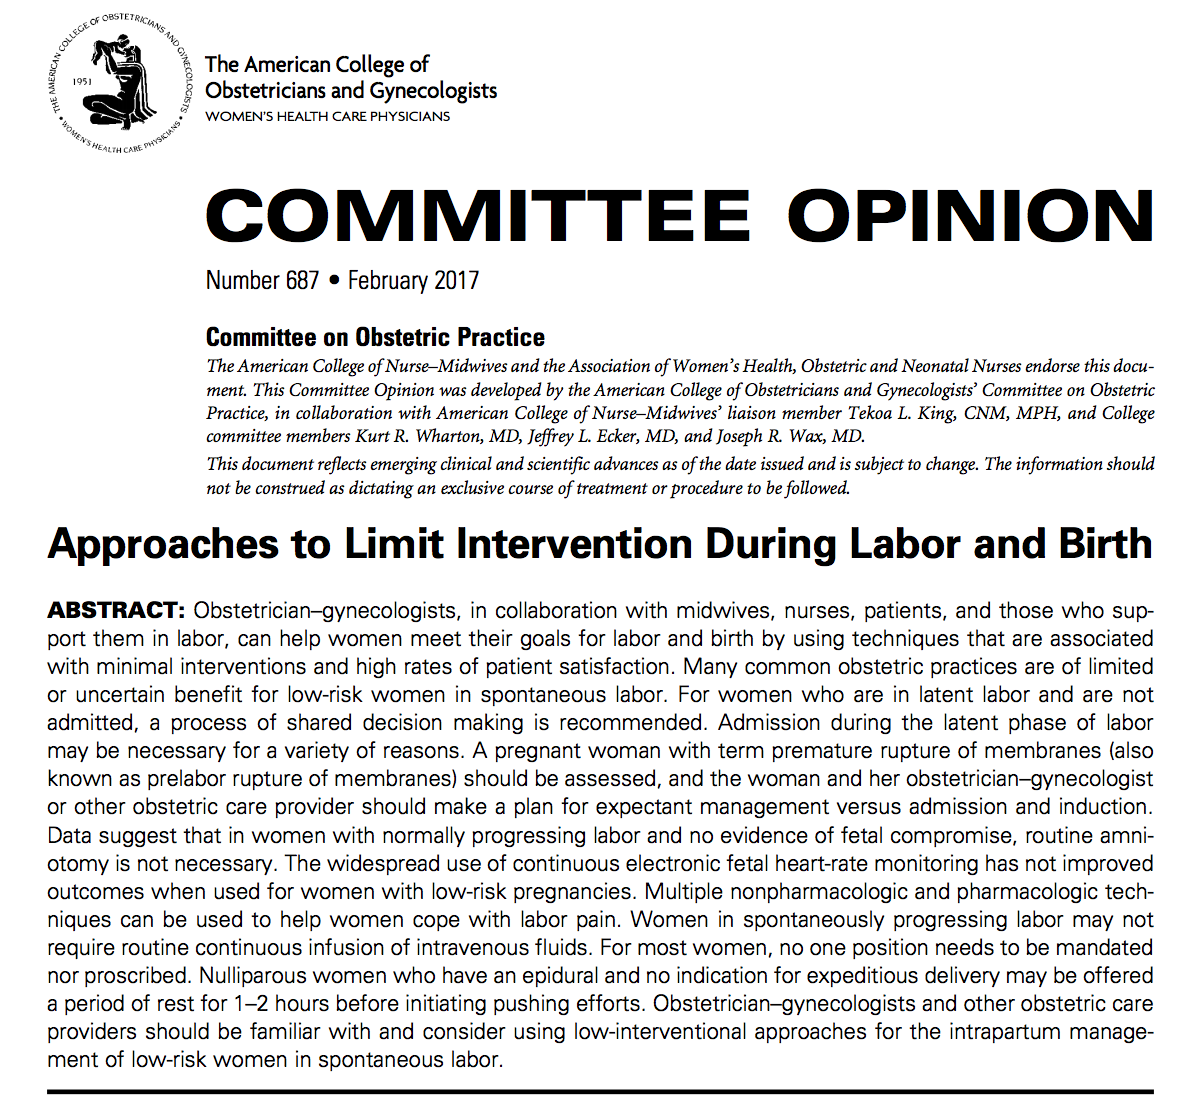 THE AMERICAN COLLEGE OF OBSTETRICIANS AND GYNECOLOGISTS
1951
• WOMEN'S HEALTH CARE PHYSICIANS •
The American College of
Obstetricians and Gynecologists
WOMEN'S HEALTH CARE PHYSICIANS
COMMITTEE OPINION
Number 687 • February 2017
Committee on Obstetric Practice
The American College of Nurse–Midwives and the Association of Women's Health, Obstetric and Neonatal Nurses endorse this docu-
ment. This Committee Opinion was developed by the American College of Obstetricians and Gynecologists' Committee on Obstetric
Practice, in collaboration with American College of Nurse–Midwives' liaison member Tekoa L. King, CNM, MPH, and College
committee members Kurt R. Wharton, MD, Jeffrey L. Ecker, MD, and Joseph R. Wax, MD.
This document reflects emerging clinical and scientific advances as of the date issued and is subject to change. The information should
not be construed as dictating an exclusive course of treatment or procedure to be followed.
Approaches to Limit Intervention During Labor and Birth
ABSTRACT: Obstetrician–gynecologists, in collaboration with midwives, nurses, patients, and those who sup-
port them in labor, can help women meet their goals for labor and birth by using techniques that are associated
with minimal interventions and high rates of patient satisfaction. Many common obstetric practices are of limited
or uncertain benefit for low-risk women in spontaneous labor. For women who are in latent labor and are not
admitted, a process of shared decision making is recommended. Admission during the latent phase of labor
may be necessary for a variety of reasons. A pregnant woman with term premature rupture of membranes (also
known as prelabor rupture of membranes) should be assessed, and the woman and her obstetrician–gynecologist
or other obstetric care provider should make a plan for expectant management versus admission and induction.
Data suggest that in women with normally progressing labor and no evidence of fetal compromise, routine amni-
otomy is not necessary. The widespread use of continuous electronic fetal heart-rate monitoring has not improved
outcomes when used for women with low-risk pregnancies. Multiple nonpharmacologic and pharmacologic tech-
niques can be used to help women cope with labor pain. Women in spontaneously progressing labor may not
require routine continuous infusion of intravenous fluids. For most women, no one position needs to be mandated
nor proscribed. Nulliparous women who have an epidural and no indication for expeditious delivery may be offered
a period of rest for 1–2 hours before initiating pushing efforts. Obstetrician–gynecologists and other obstetric care
providers should be familiar with and consider using low-interventional approaches for the intrapartum manage-
ment of low-risk women in spontaneous labor.